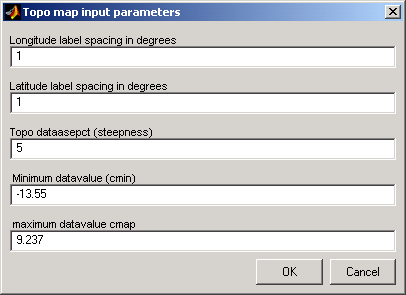 Topo map input parameters
Longitude label spacing in degrees
1
Latitude label spacing in degrees
1
Topo dataasepct (steepness)
5
Minimum datavalue (cmin)
-13.55
maximum datavalue cmap
9.237
OK Cancel